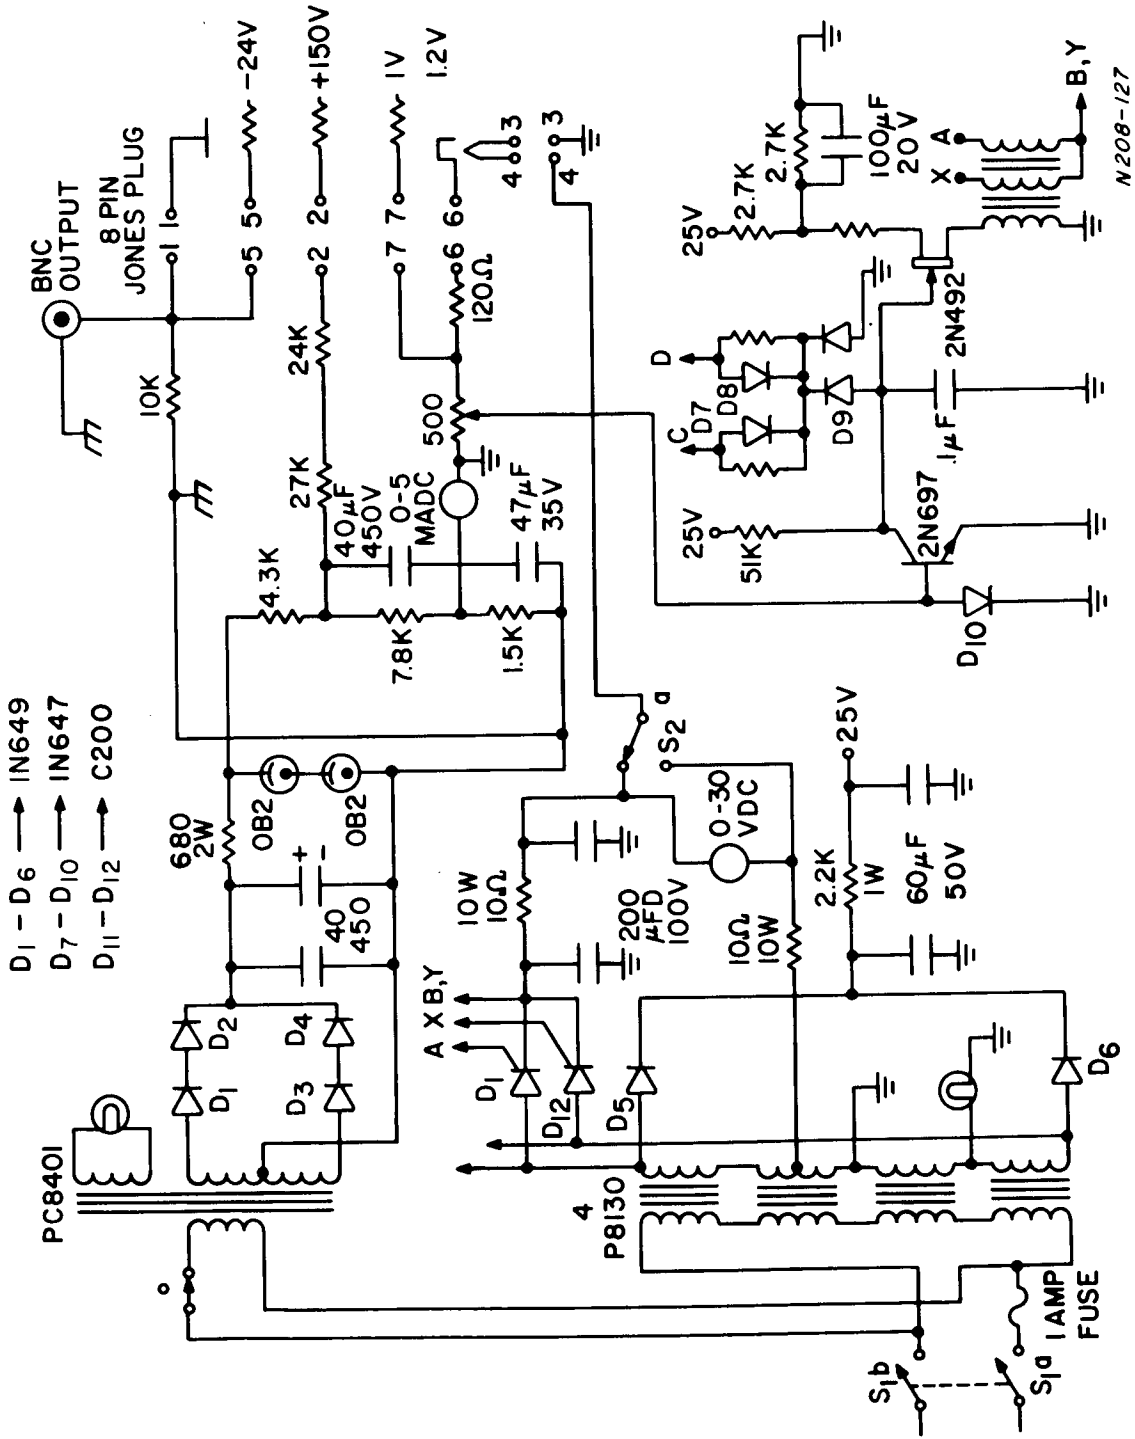 D1 - D6 → 1N649
D7 - D10 → 1N647
D11 - D12 → C200
BNC
OUTPUT
8 PIN
JONES PLUG
1 1
5 5
-24V
2 2
+150V
7 7
1V
6 6
1.2V
4 3
4 3
10K
24K
27K
4.3K
40µF
450V
0-5
MADC
500
120Ω
47µF
35V
7.8K
1.5K
680
2W
OB2
OB2
+
-
40
450
PC8401
D1
D2
D3
D4
A X B,Y
D1
D12
D5
10W
10Ω
200
µFD
100V
0-30
VDC
10Ω
10W
S2
a
25V
2.2K
1W
60µF
50V
D6
4
P8130
S1b
S1a
1 AMP
FUSE
25V
51K
2N697
D10
C
D7
D8
D
D9
.1µF
2N492
25V
2.7K
2.7K
100µF
20V
X
A
B,Y
N208-127